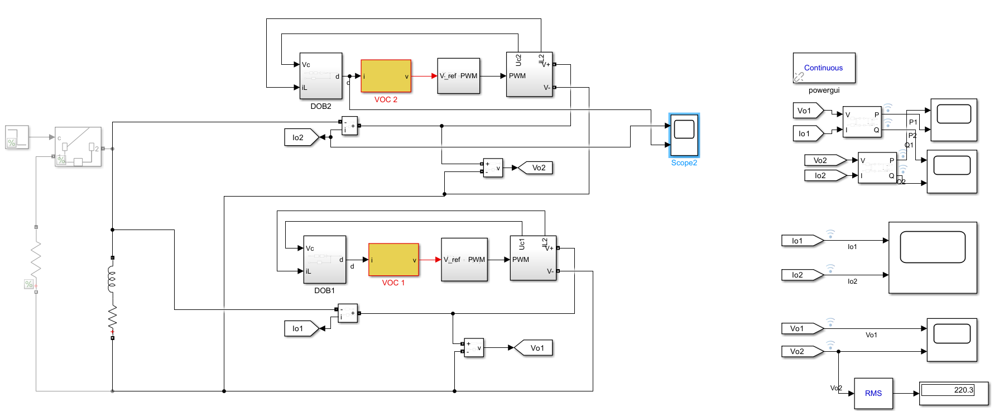 Uc2
iL2
Vc
iL
d
d
DOB2
i
v
VOC 2
V_ref
PWM
PWM
V+
V-
-
+
i
Io2
+
-
v
Vo2
Scope2
c
2
%
%
%
Uc1
iL2
Vc
iL
d
d
DOB1
i
v
VOC 1
V_ref
PWM
PWM
V+
V-
-
+
i
Io1
+
-
v
Vo1
Continuous
powergui
Vo1
Io1
V
I
P
Q
P1
P2
Q1
Vo2
Io2
V
I
P
Q
Q2
Io1
Io1
Io2
Io2
Vo1
Vo1
Vo2
Vo2
RMS
220.3